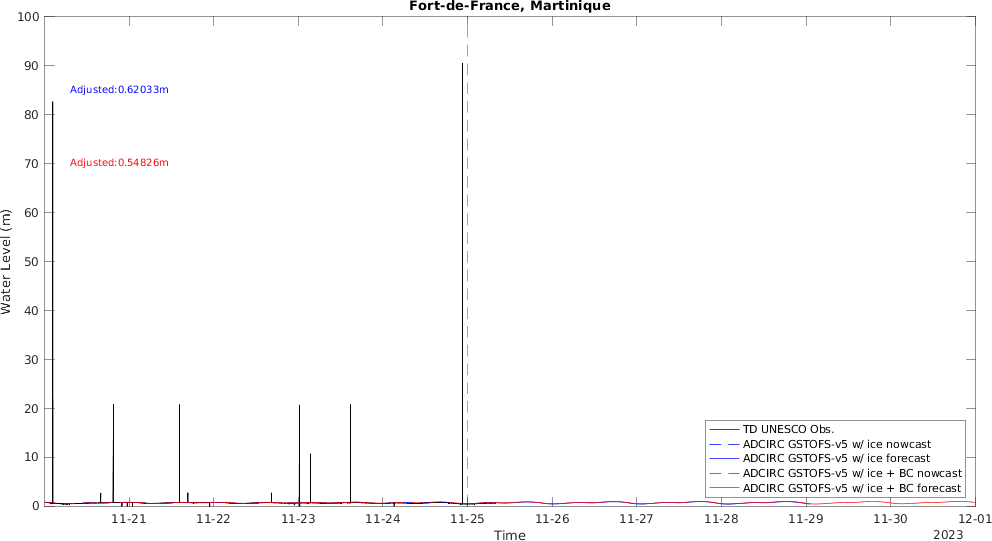 Fort-de-France, Martinique
100
90
80
70
60
50
40
30
20
10
0
Water Level (m)
Adjusted:0.62033m
Adjusted:0.54826m
TD UNESCO Obs.
ADCIRC GSTOFS-v5 w/ ice nowcast
ADCIRC GSTOFS-v5 w/ ice forecast
ADCIRC GSTOFS-v5 w/ ice + BC nowcast
ADCIRC GSTOFS-v5 w/ ice + BC forecast
11-21 11-22 11-23 11-24 11-25 11-26 11-27 11-28 11-29 11-30 12-01
Time
2023